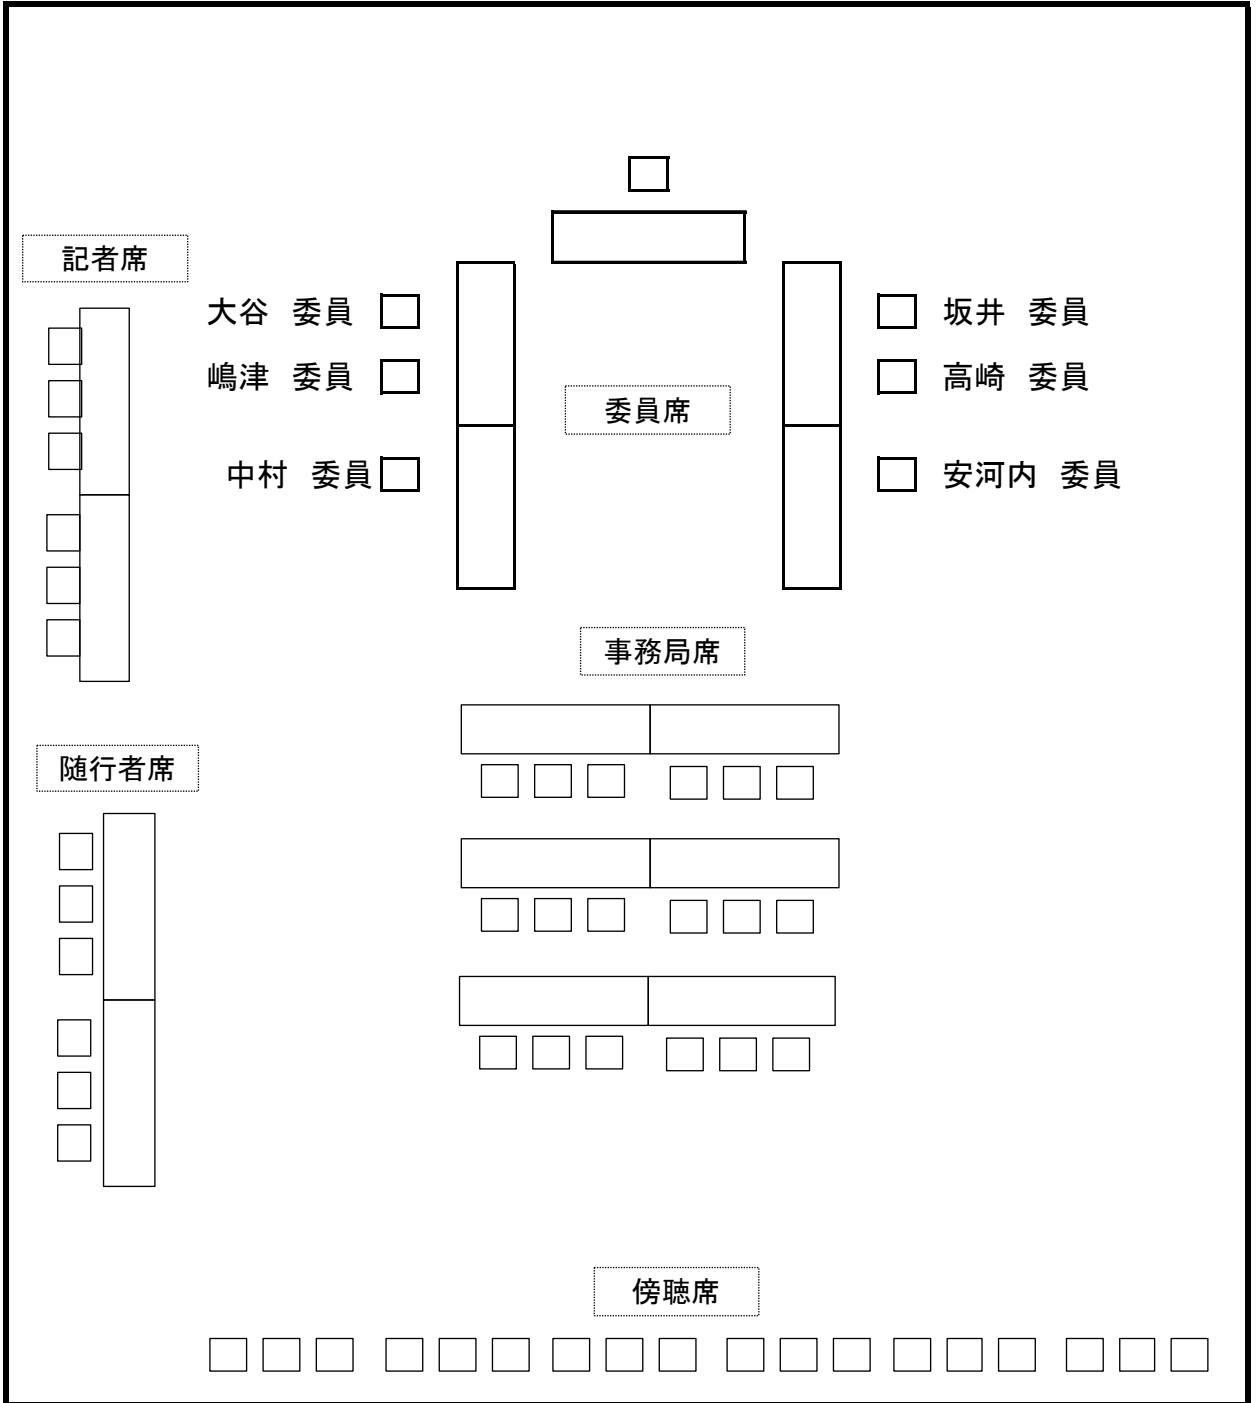 記者席
大谷　委員
坂井　委員
嶋津　委員
高崎　委員
委員席
中村　委員
安河内　委員
事務局席
随行者席
傍聴席